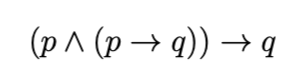 (p ∧ (p → q)) → q